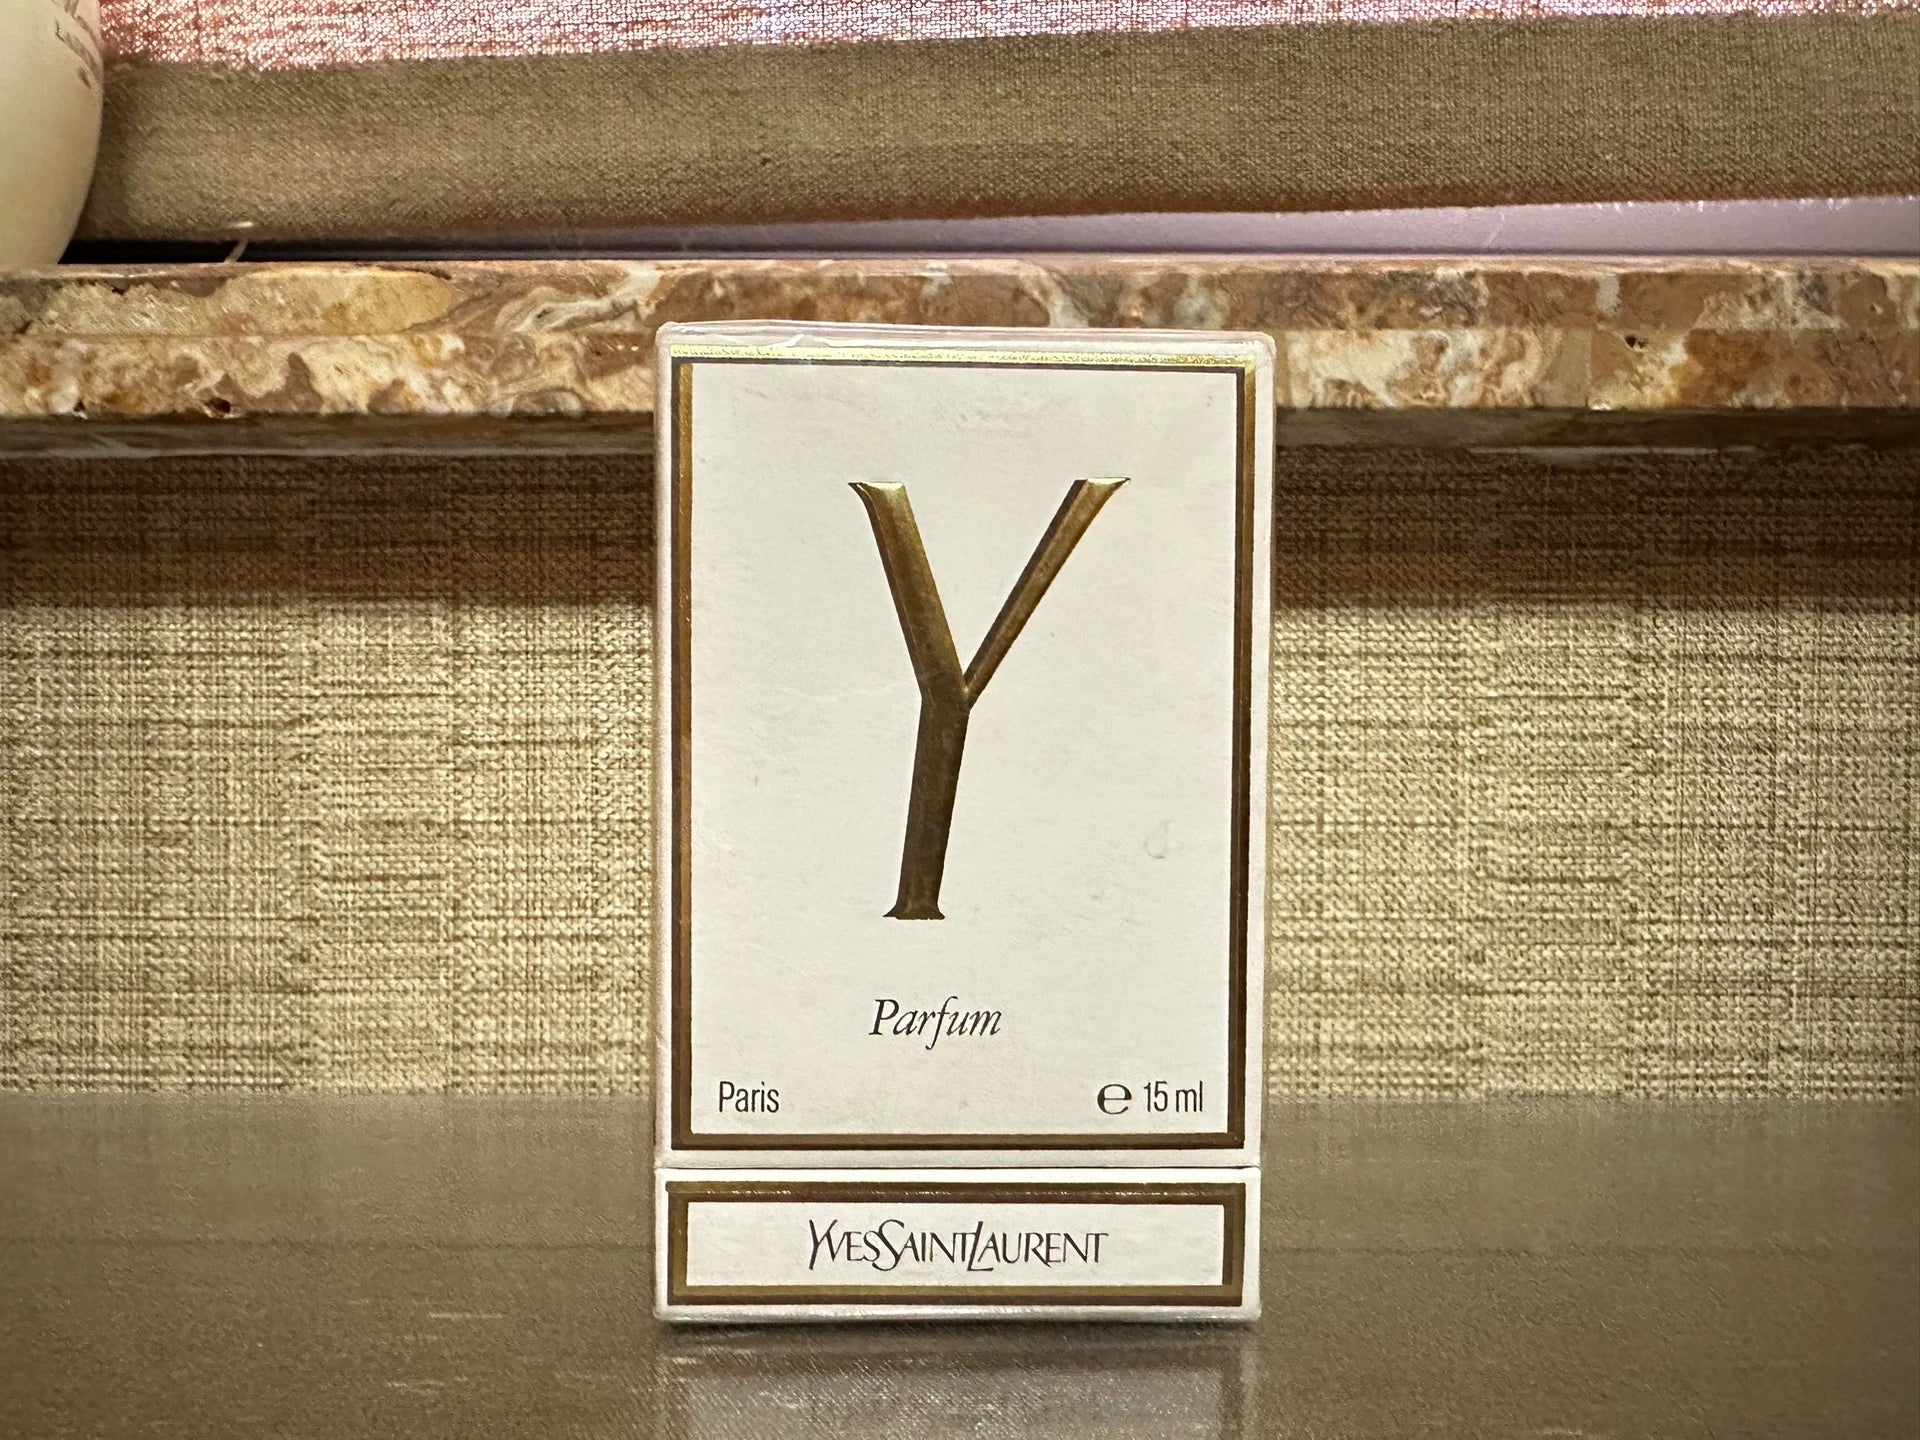 Y
Parfum
Paris
℮ 15 ml
YVESSAINTLAURENT